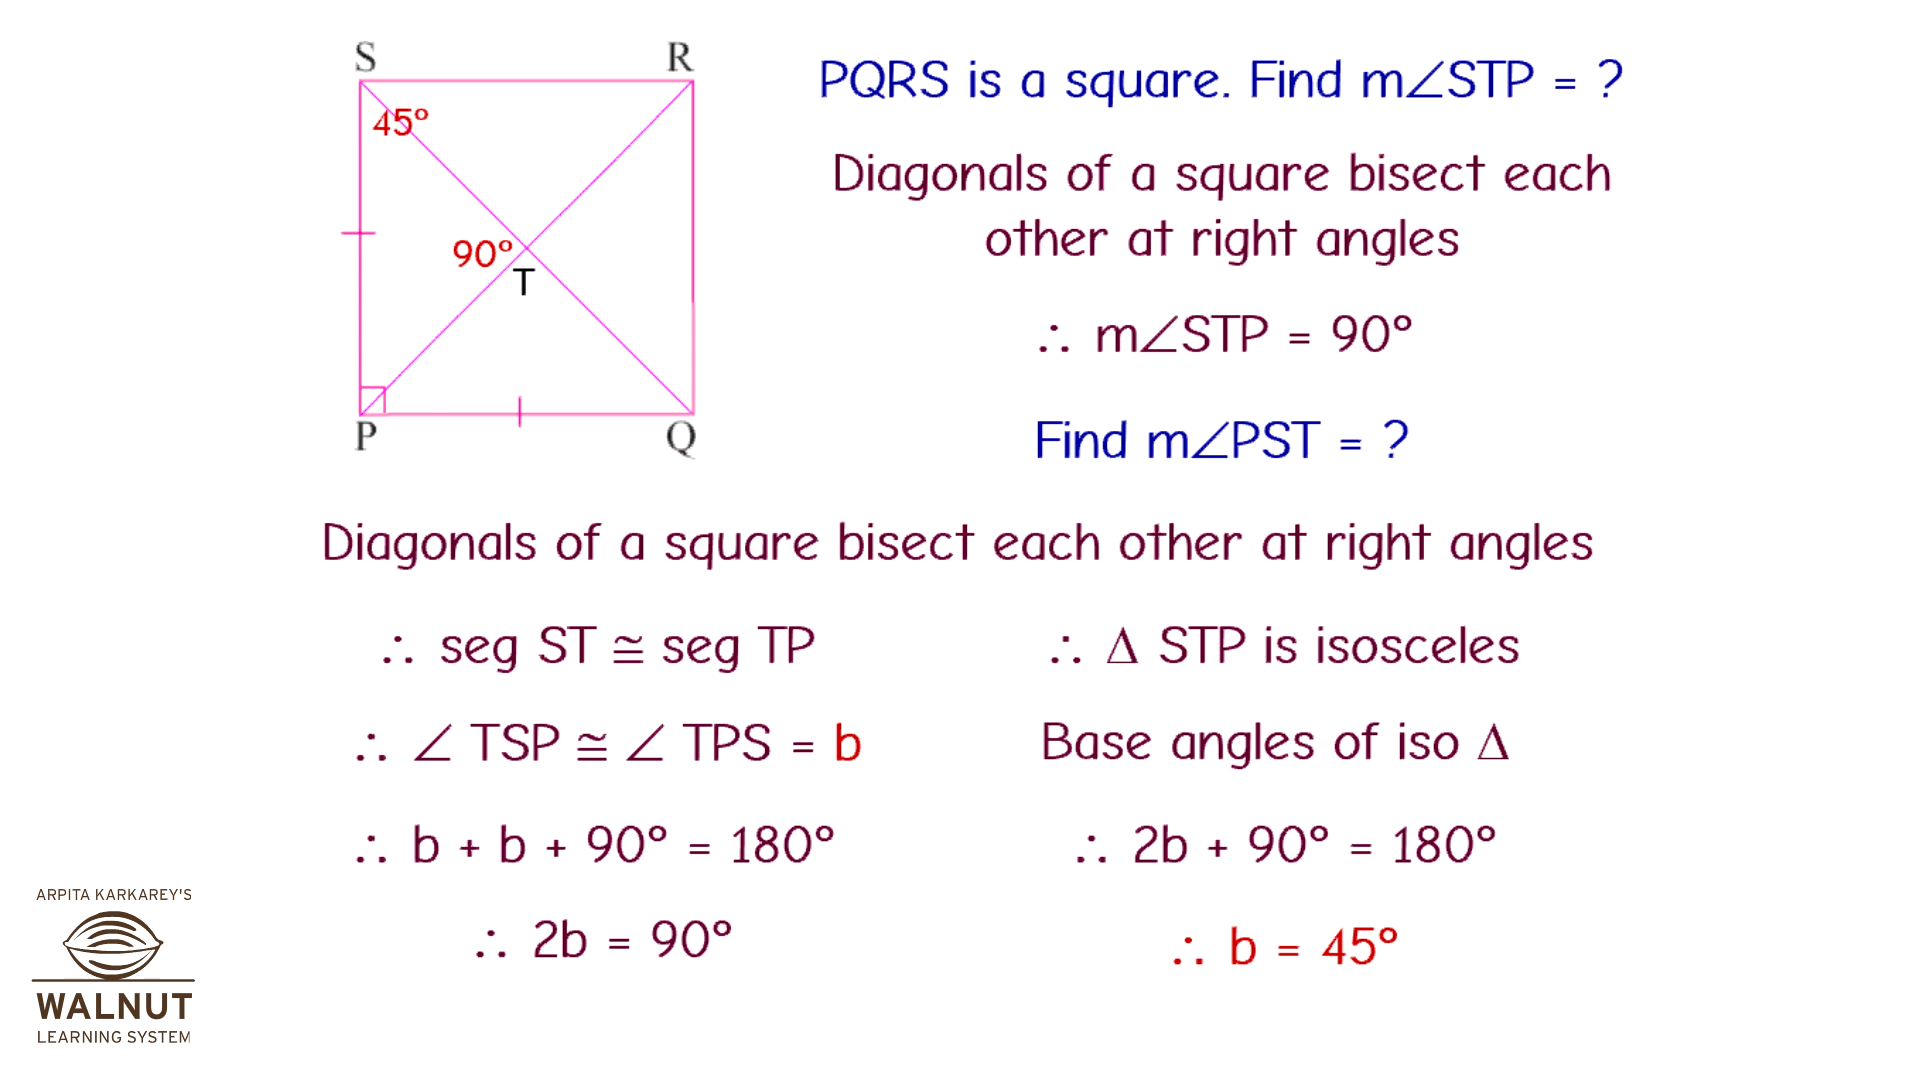 S
R
45°
90°
T
P
Q
PQRS is a square. Find m∠STP = ?
Diagonals of a square bisect each
other at right angles
∴ m∠STP = 90°
Find m∠PST = ?
Diagonals of a square bisect each other at right angles
∴ seg ST ≅ seg TP
∴ Δ STP is isosceles
∴ ∠ TSP ≅ ∠ TPS = b
Base angles of iso Δ
∴ b + b + 90° = 180°
∴ 2b + 90° = 180°
∴ 2b = 90°
∴ b = 45°
ARPITA KARKAREY'S
WALNUT
LEARNING SYSTEM